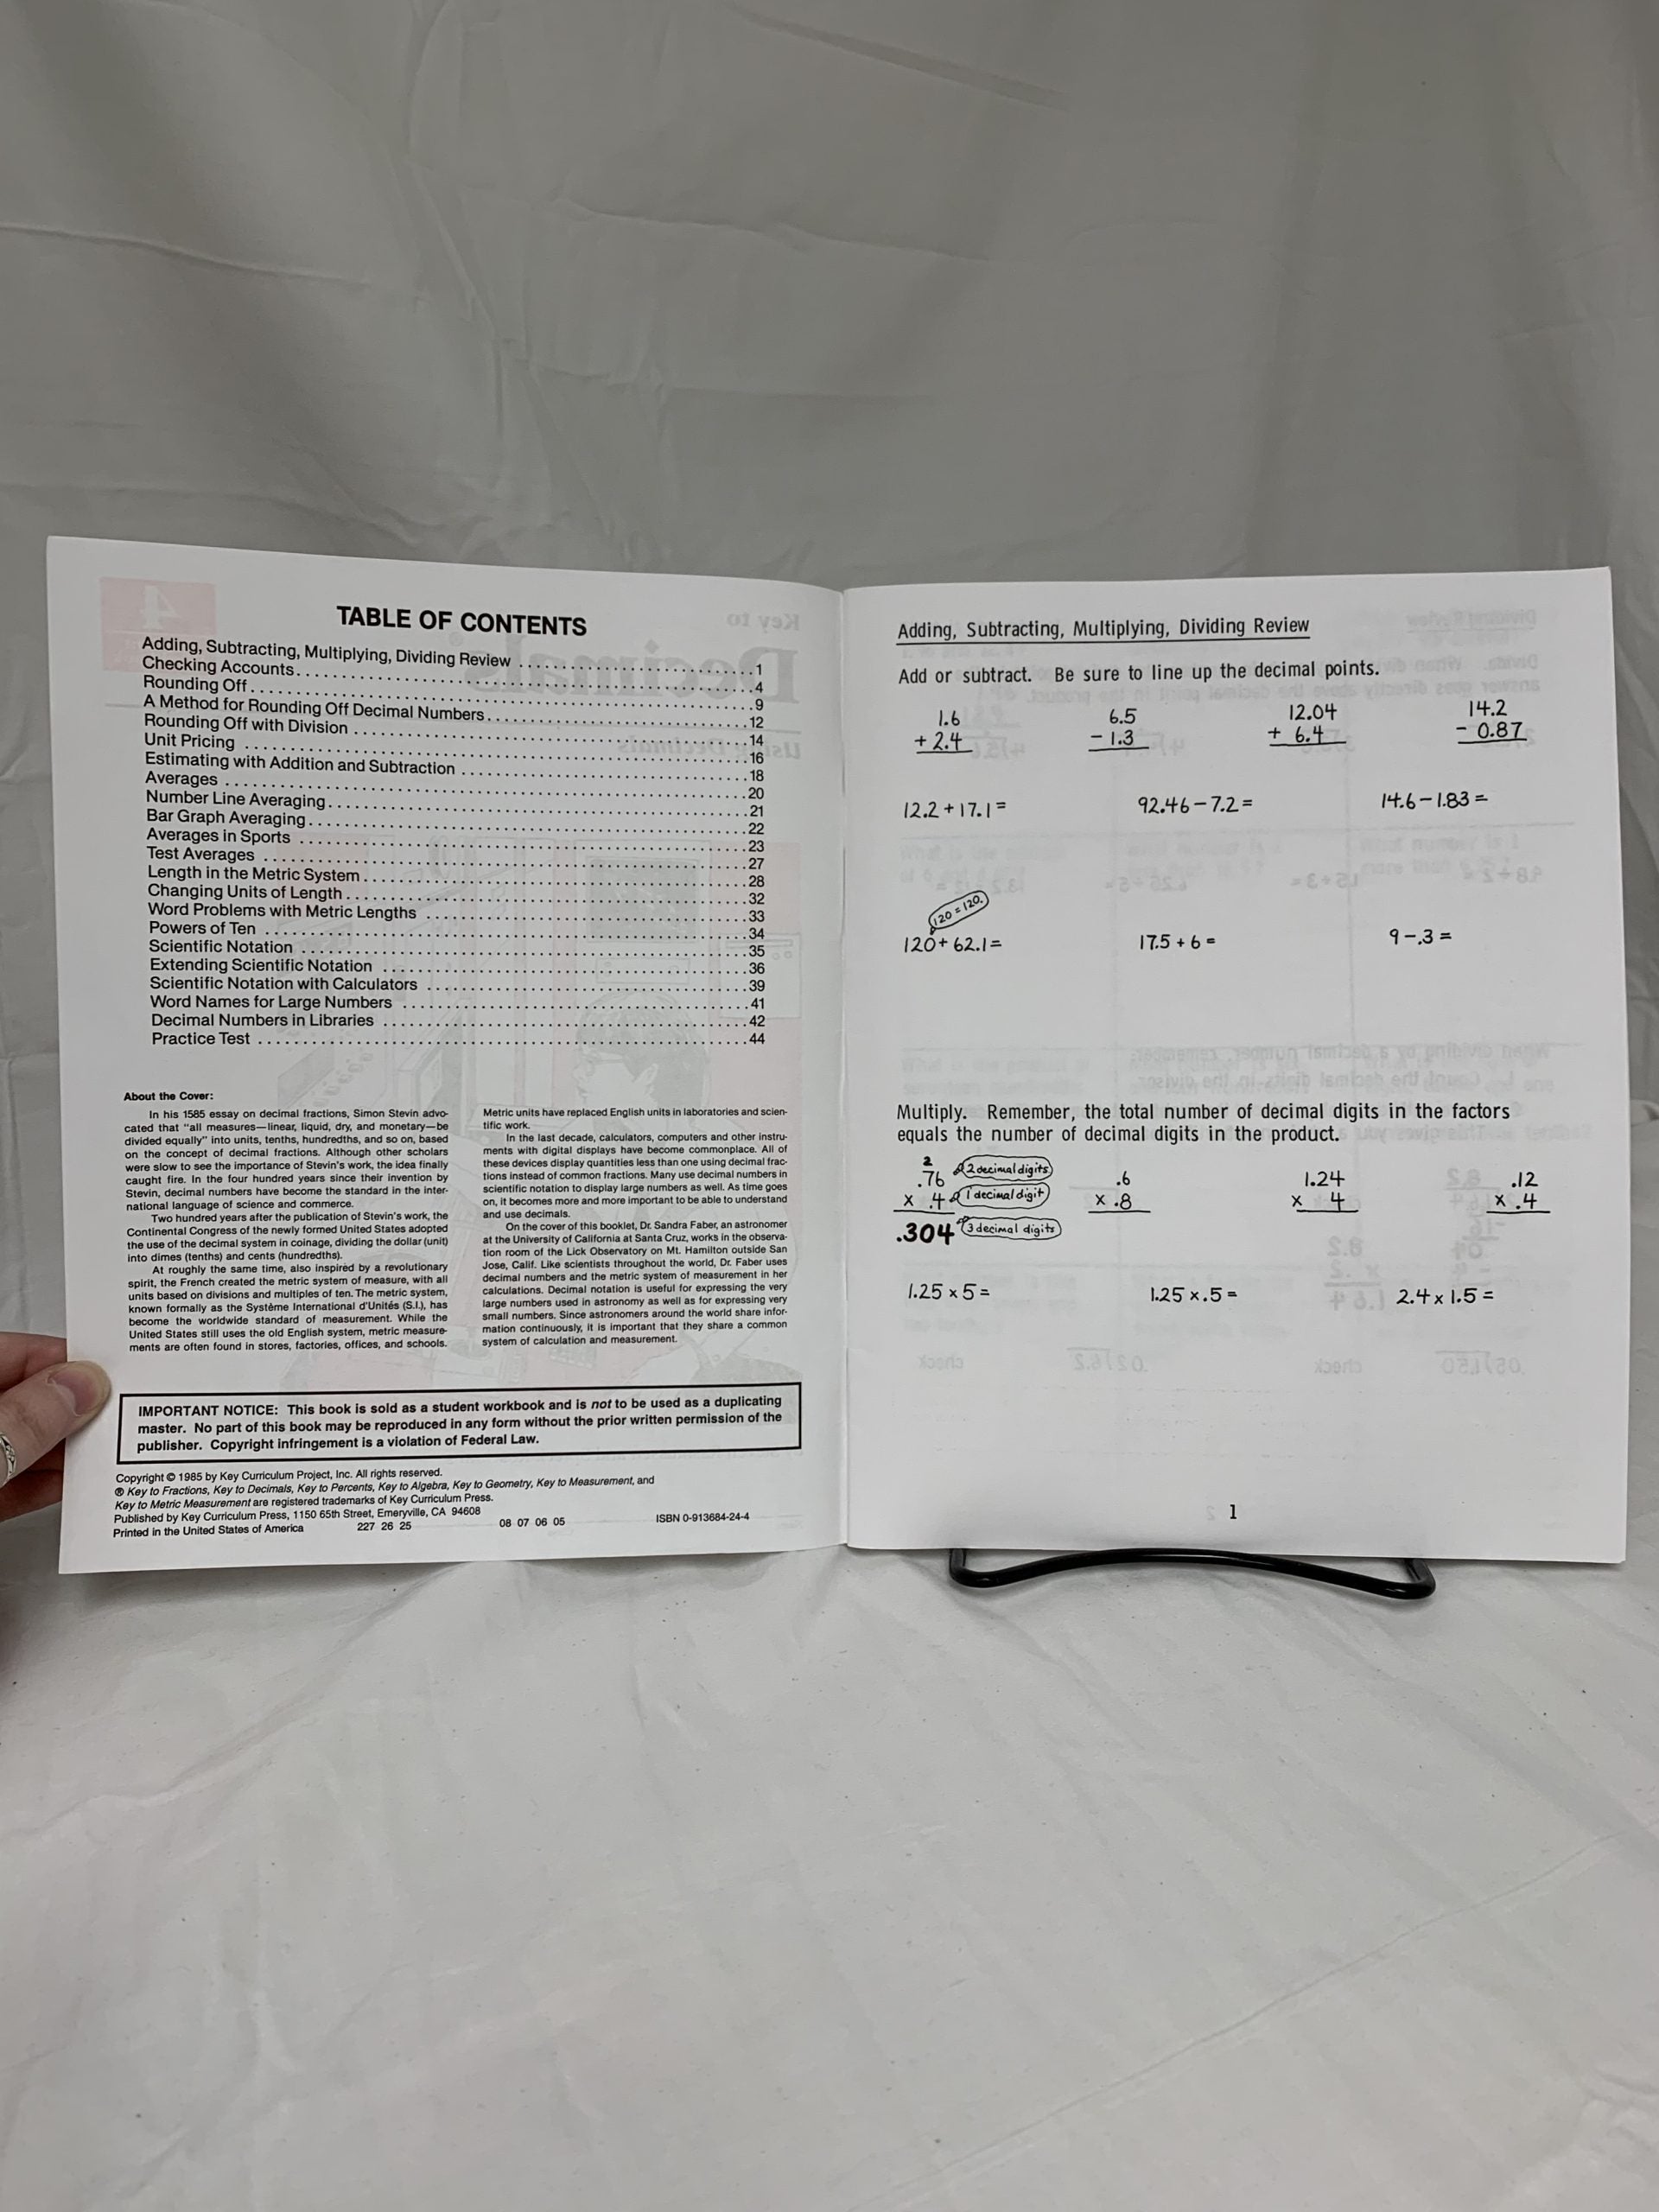 TABLE OF CONTENTS
Adding, Subtracting, Multiplying, Dividing Review ........ 1
Checking Accounts ........ 4
Rounding Off ........ 9
A Method for Rounding Off Decimal Numbers ........ 12
Rounding Off with Division ........ 14
Unit Pricing ........ 16
Estimating with Addition and Subtraction ........ 18
Averages ........ 20
Number Line Averaging ........ 21
Bar Graph Averaging ........ 22
Averages in Sports ........ 23
Test Averages ........ 27
Length in the Metric System ........ 28
Changing Units of Length ........ 32
Word Problems with Metric Lengths ........ 33
Powers of Ten ........ 34
Scientific Notation ........ 35
Extending Scientific Notation ........ 36
Scientific Notation with Calculators ........ 39
Word Names for Large Numbers ........ 41
Decimal Numbers in Libraries ........ 42
Practice Test ........ 44
About the Cover:
In his 1585 essay on decimal fractions, Simon Stevin advo-
cated that "all measures—linear, liquid, dry, and monetary—be
divided equally" into units, tenths, hundredths, and so on, based
on the concept of decimal fractions. Although other scholars
were slow to see the importance of Stevin's work, the idea finally
caught fire. In the four hundred years since their invention by
Stevin, decimal numbers have become the standard in the inter-
national language of science and commerce.
Two hundred years after the publication of Stevin's work, the
Continental Congress of the newly formed United States adopted
the use of the decimal system in coinage, dividing the dollar (unit)
into dimes (tenths) and cents (hundredths).
At roughly the same time, also inspired by a revolutionary
spirit, the French created the metric system of measure, with all
units based on divisions and multiples of ten. The metric system,
known formally as the Système International d'Unités (S.I.), has
become the worldwide standard of measurement. While the
United States still uses the old English system, metric measure-
ments are often found in stores, factories, offices, and schools.
Metric units have replaced English units in laboratories and scien-
tific work.
In the last decade, calculators, computers and other instru-
ments with digital displays have become commonplace. All of
these devices display quantities less than one using decimal frac-
tions instead of common fractions. Many use decimal numbers in
scientific notation to display large numbers as well. As time goes
on, it becomes more and more important to be able to understand
and use decimals.
On the cover of this booklet, Dr. Sandra Faber, an astronomer
at the University of California at Santa Cruz, works in the observa-
tion room of the Lick Observatory on Mt. Hamilton outside San
Jose, Calif. Like scientists throughout the world, Dr. Faber uses
decimal numbers and the metric system of measurement in her
calculations. Decimal notation is useful for expressing the very
large numbers used in astronomy as well as for expressing very
small numbers. Since astronomers around the world share infor-
mation continuously, it is important that they share a common
system of calculation and measurement.
IMPORTANT NOTICE: This book is sold as a student workbook and is not to be used as a duplicating
master. No part of this book may be reproduced in any form without the prior written permission of the
publisher. Copyright infringement is a violation of Federal Law.
Copyright © 1985 by Key Curriculum Project, Inc. All rights reserved.
® Key to Fractions, Key to Decimals, Key to Percents, Key to Algebra, Key to Geometry, Key to Measurement, and
Key to Metric Measurement are registered trademarks of Key Curriculum Press.
Published by Key Curriculum Press, 1150 65th Street, Emeryville, CA 94608
Printed in the United States of America 227 26 25 08 07 06 05 ISBN 0-913684-24-4
Adding, Subtracting, Multiplying, Dividing Review
Add or subtract. Be sure to line up the decimal points.
1.6 6.5 12.04 14.2
+ 2.4 - 1.3 + 6.4 - 0.87
12.2 + 17.1 = 92.46 - 7.2 = 14.6 - 1.83 =
120 = 120.
120 + 62.1 = 17.5 + 6 = 9 - .3 =
Multiply. Remember, the total number of decimal digits in the factors
equals the number of decimal digits in the product.
2
.76 2 decimal digits .6 1.24 .12
x .4 1 decimal digit x .8 x 4 x .4
.304 3 decimal digits
1.25 x 5 = 1.25 x .5 = 2.4 x 1.5 =
1